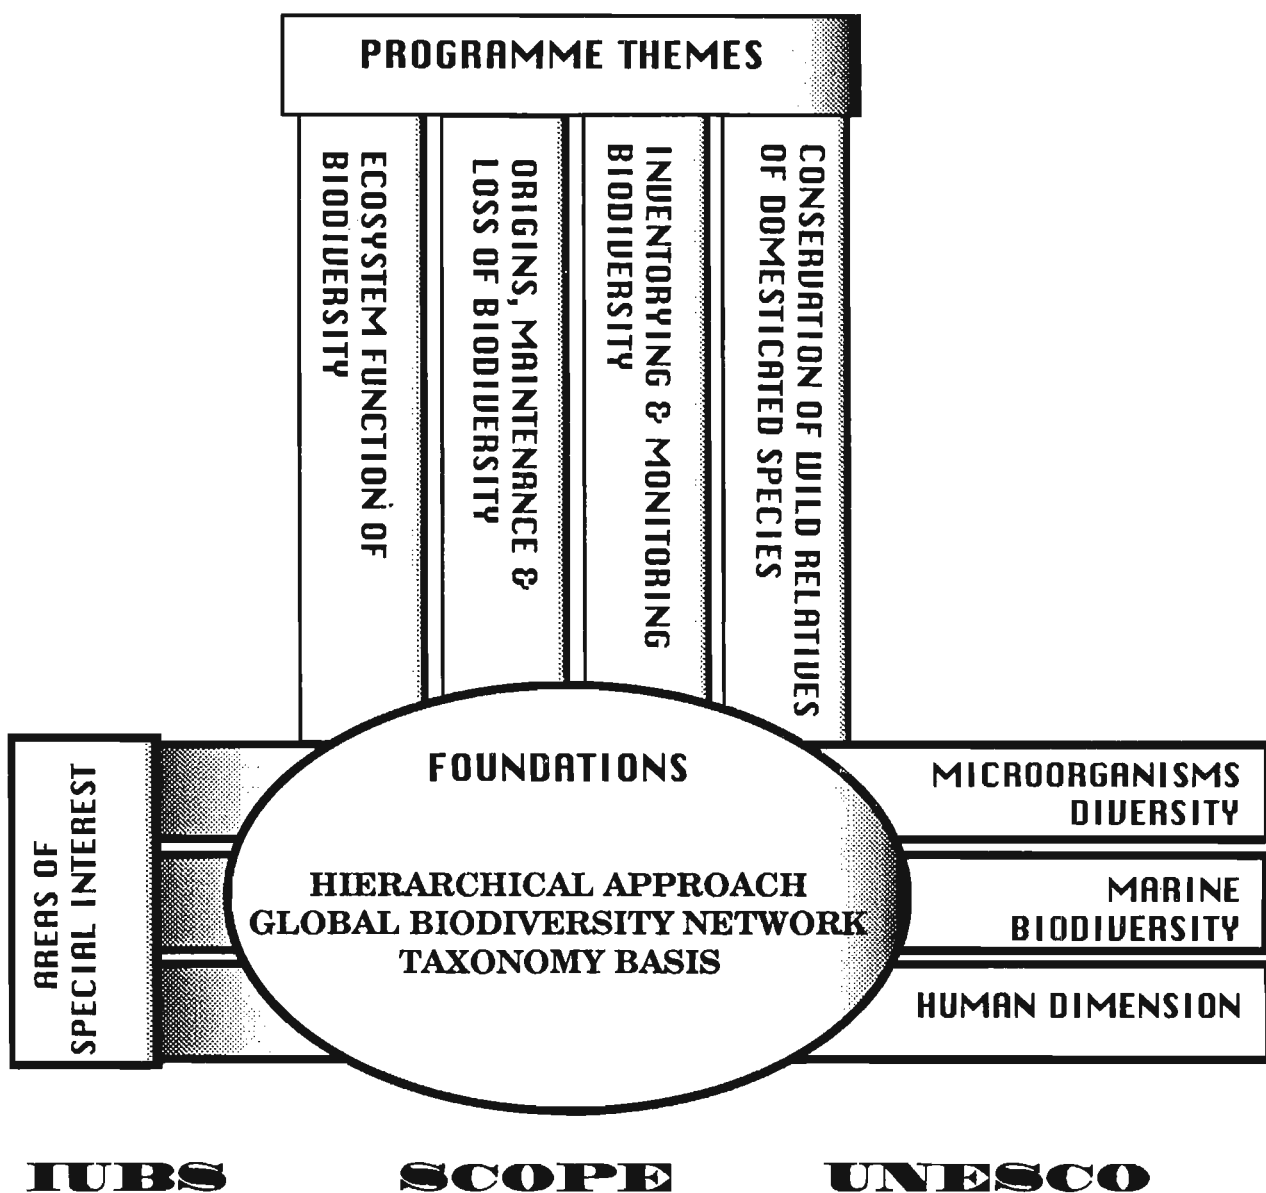 PROGRAMME THEMES
ECOSYSTEM FUNCTION OF
BIODIVERSITY
ORIGINS, MAINTENANCE &
LOSS OF BIODIVERSITY
INVENTORYING & MONITORING
BIODIVERSITY
CONSERVATION OF WILD RELATIVES
OF DOMESTICATED SPECIES
AREAS OF
SPECIAL INTEREST
FOUNDATIONS
HIERARCHICAL APPROACH
GLOBAL BIODIVERSITY NETWORK
TAXONOMY BASIS
MICROORGANISMS
DIVERSITY
MARINE
BIODIVERSITY
HUMAN DIMENSION
IUBS SCOPE UNESCO